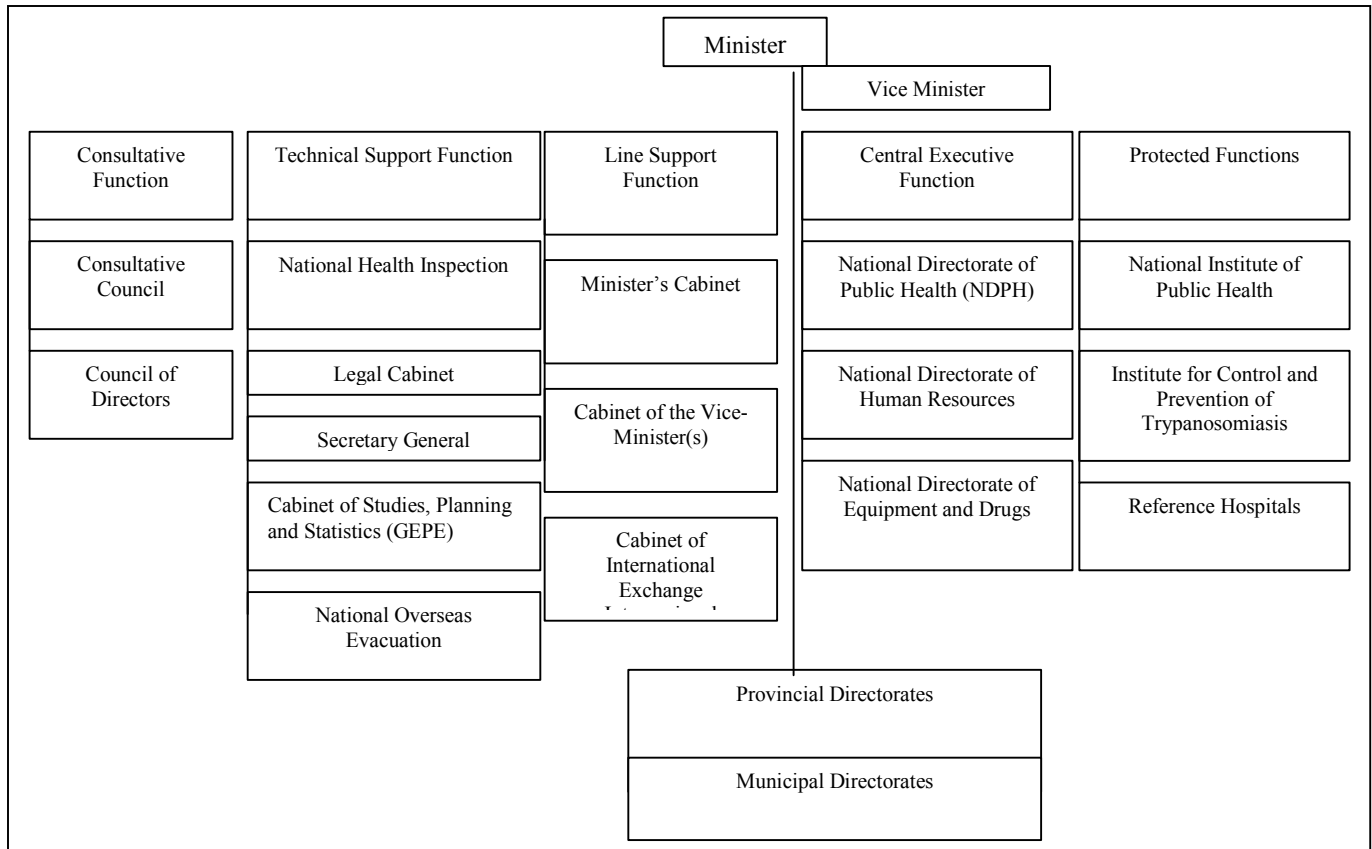 Minister
Vice Minister
Consultative
Function
Consultative
Council
Council of
Directors
Technical Support Function
National Health Inspection
Legal Cabinet
Secretary General
Cabinet of Studies, Planning
and Statistics (GEPE)
National Overseas
Evacuation
Line Support
Function
Minister’s Cabinet
Cabinet of the Vice-
Minister(s)
Cabinet of
International
Exchange
Central Executive
Function
National Directorate of
Public Health (NDPH)
National Directorate of
Human Resources
National Directorate of
Equipment and Drugs
Protected Functions
National Institute of
Public Health
Institute for Control and
Prevention of
Trypanosomiasis
Reference Hospitals
Provincial Directorates
Municipal Directorates